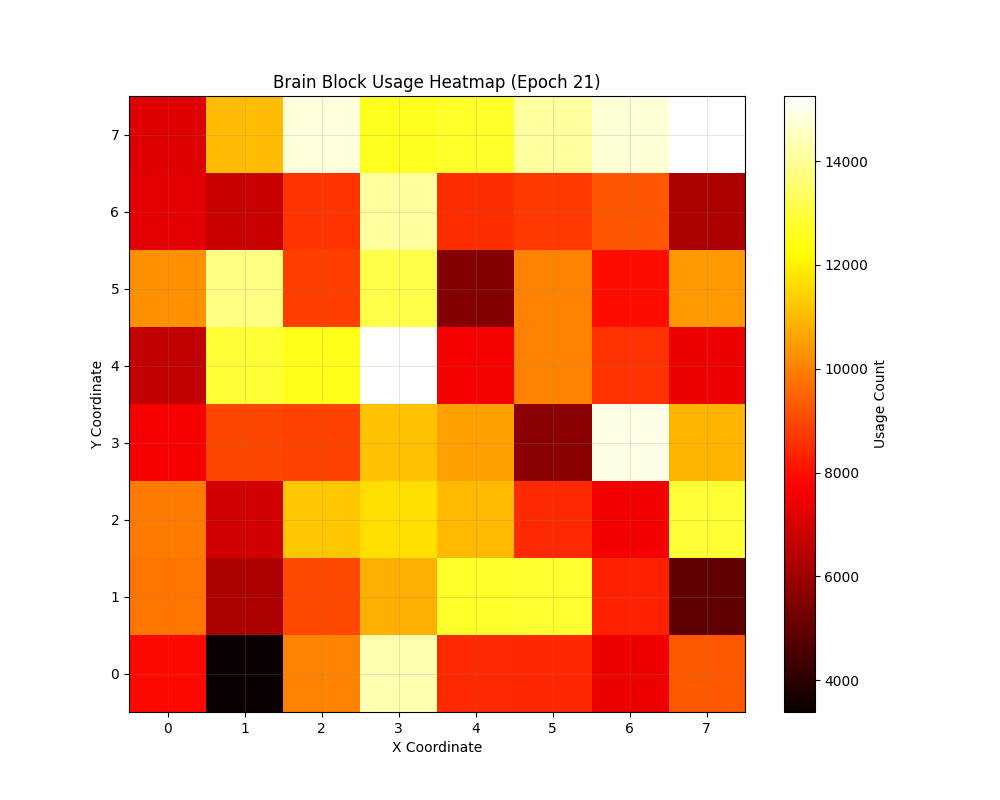 Brain Block Usage Heatmap (Epoch 21)
7
6
5
4
3
2
1
0
Y Coordinate
0 1 2 3 4 5 6 7
X Coordinate
14000
12000
10000
8000
6000
4000
Usage Count